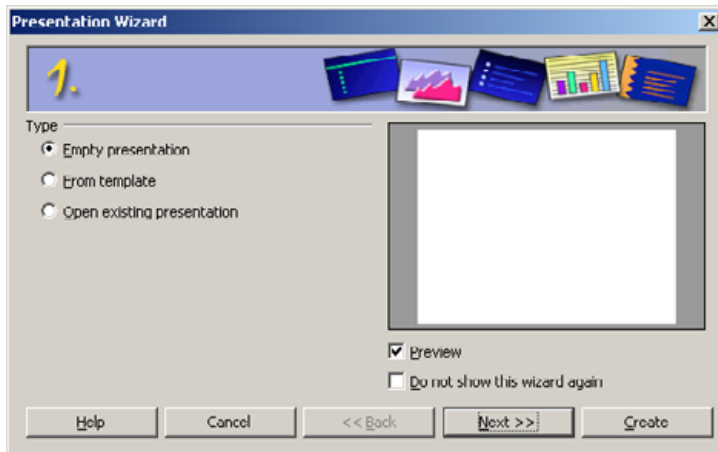 Presentation Wizard
1.
Type
Empty presentation
From template
Open existing presentation
Preview
Do not show this wizard again
Help Cancel << Back Next >> Create